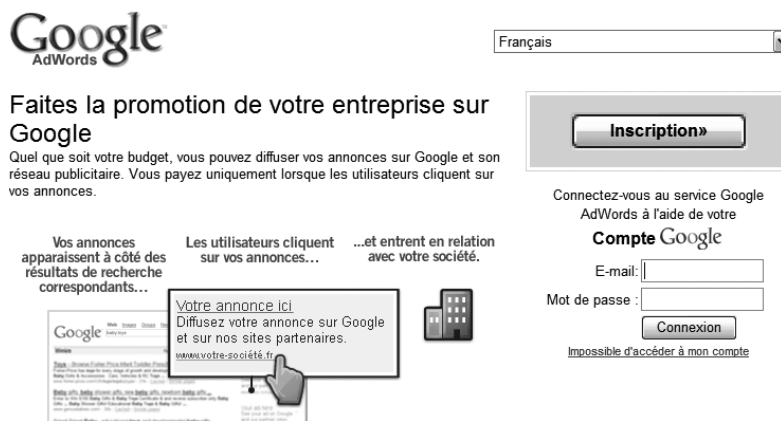 Google
AdWords
Français
Faites la promotion de votre entreprise sur
Google
Quel que soit votre budget, vous pouvez diffuser vos annonces sur Google et son
réseau publicitaire. Vous payez uniquement lorsque les utilisateurs cliquent sur
vos annonces.
Vos annonces
apparaissent à côté des
résultats de recherche
correspondants…
Les utilisateurs cliquent
sur vos annonces…
...et entrent en relation
avec votre société.
Votre annonce ici
Diffusez votre annonce sur Google
et sur nos sites partenaires.
www.votre-société.fr
Google
Inscription»
Connectez-vous au service Google
AdWords à l'aide de votre
Compte Google
E-mail:
Mot de passe :
Connexion
Impossible d'accéder à mon compte